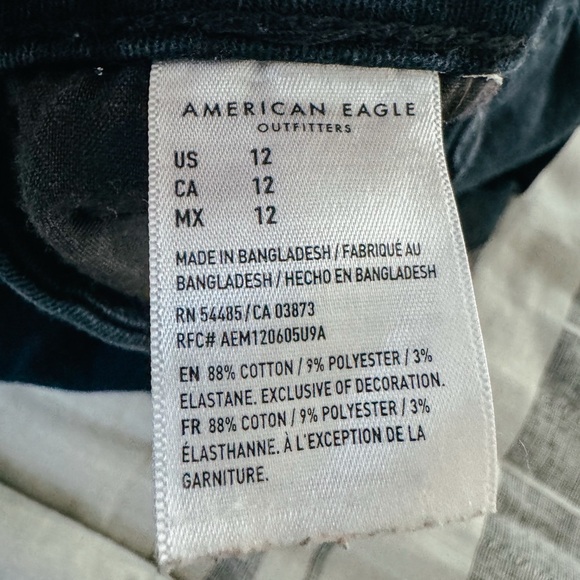 AMERICAN EAGLE
OUTFITTERS
US 12
CA 12
MX 12
MADE IN BANGLADESH / FABRIQUÉ AU
BANGLADESH / HECHO EN BANGLADESH
RN 54485 / CA 03873
RFC# AEM120605U9A
EN 88% COTTON / 9% POLYESTER / 3%
ELASTANE. EXCLUSIVE OF DECORATION.
FR 88% COTON / 9% POLYESTER / 3%
ÉLASTHANNE. À L'EXCEPTION DE LA
GARNITURE.